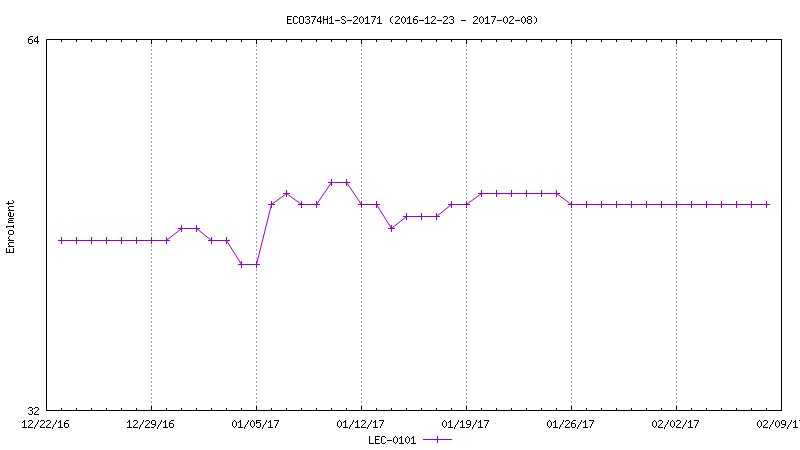 ECO374H1-S-20171 (2016-12-23 - 2017-02-08)
64
Enrolment
32
12/22/16 12/29/16 01/05/17 01/12/17 01/19/17 01/26/17 02/02/17 02/09/1
LEC-0101